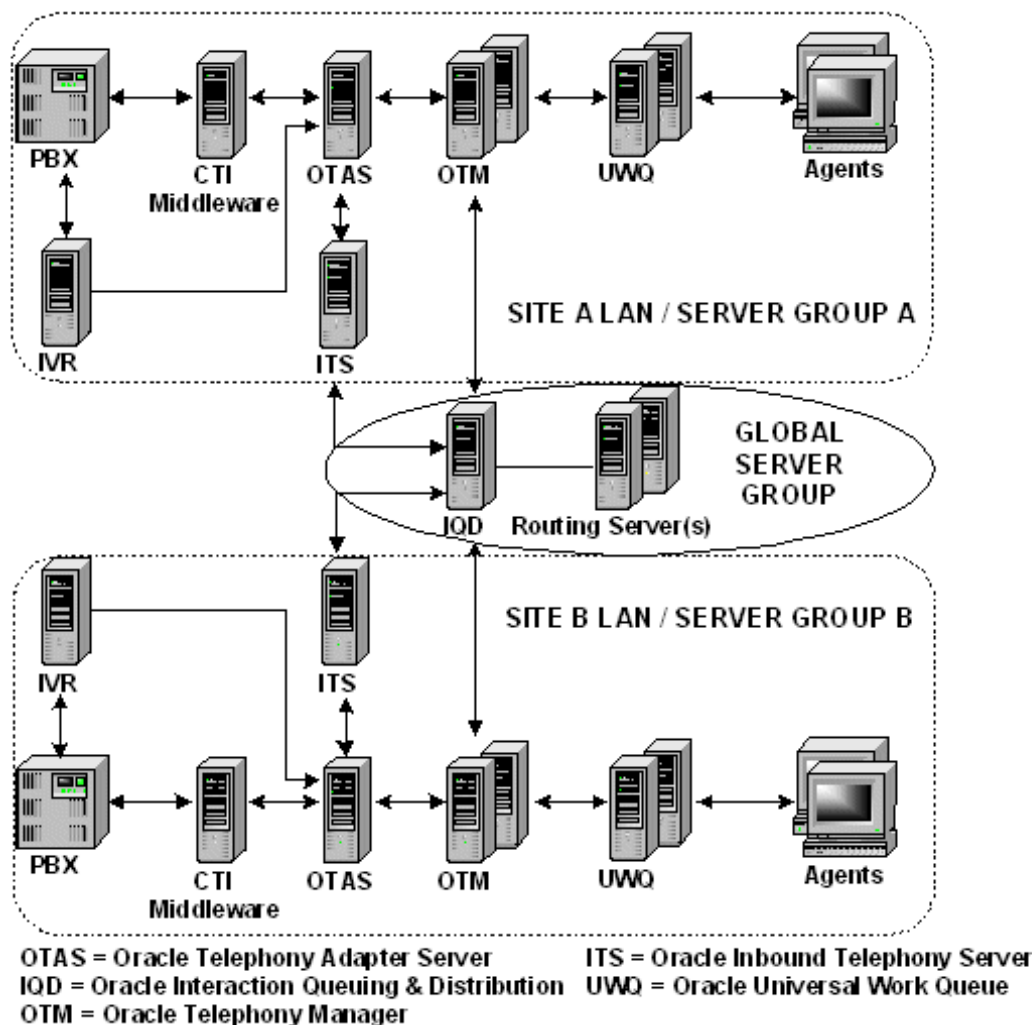 PBX
CTI
Middleware
OTAS
OTM
UWQ
Agents
IVR
ITS
SITE A LAN / SERVER GROUP A
GLOBAL
SERVER
GROUP
IQD
Routing Server(s)
SITE B LAN / SERVER GROUP B
IVR
ITS
PBX
CTI
Middleware
OTAS
OTM
UWQ
Agents
OTAS = Oracle Telephony Adapter Server
ITS = Oracle Inbound Telephony Server
IQD = Oracle Interaction Queuing & Distribution
UWQ = Oracle Universal Work Queue
OTM = Oracle Telephony Manager